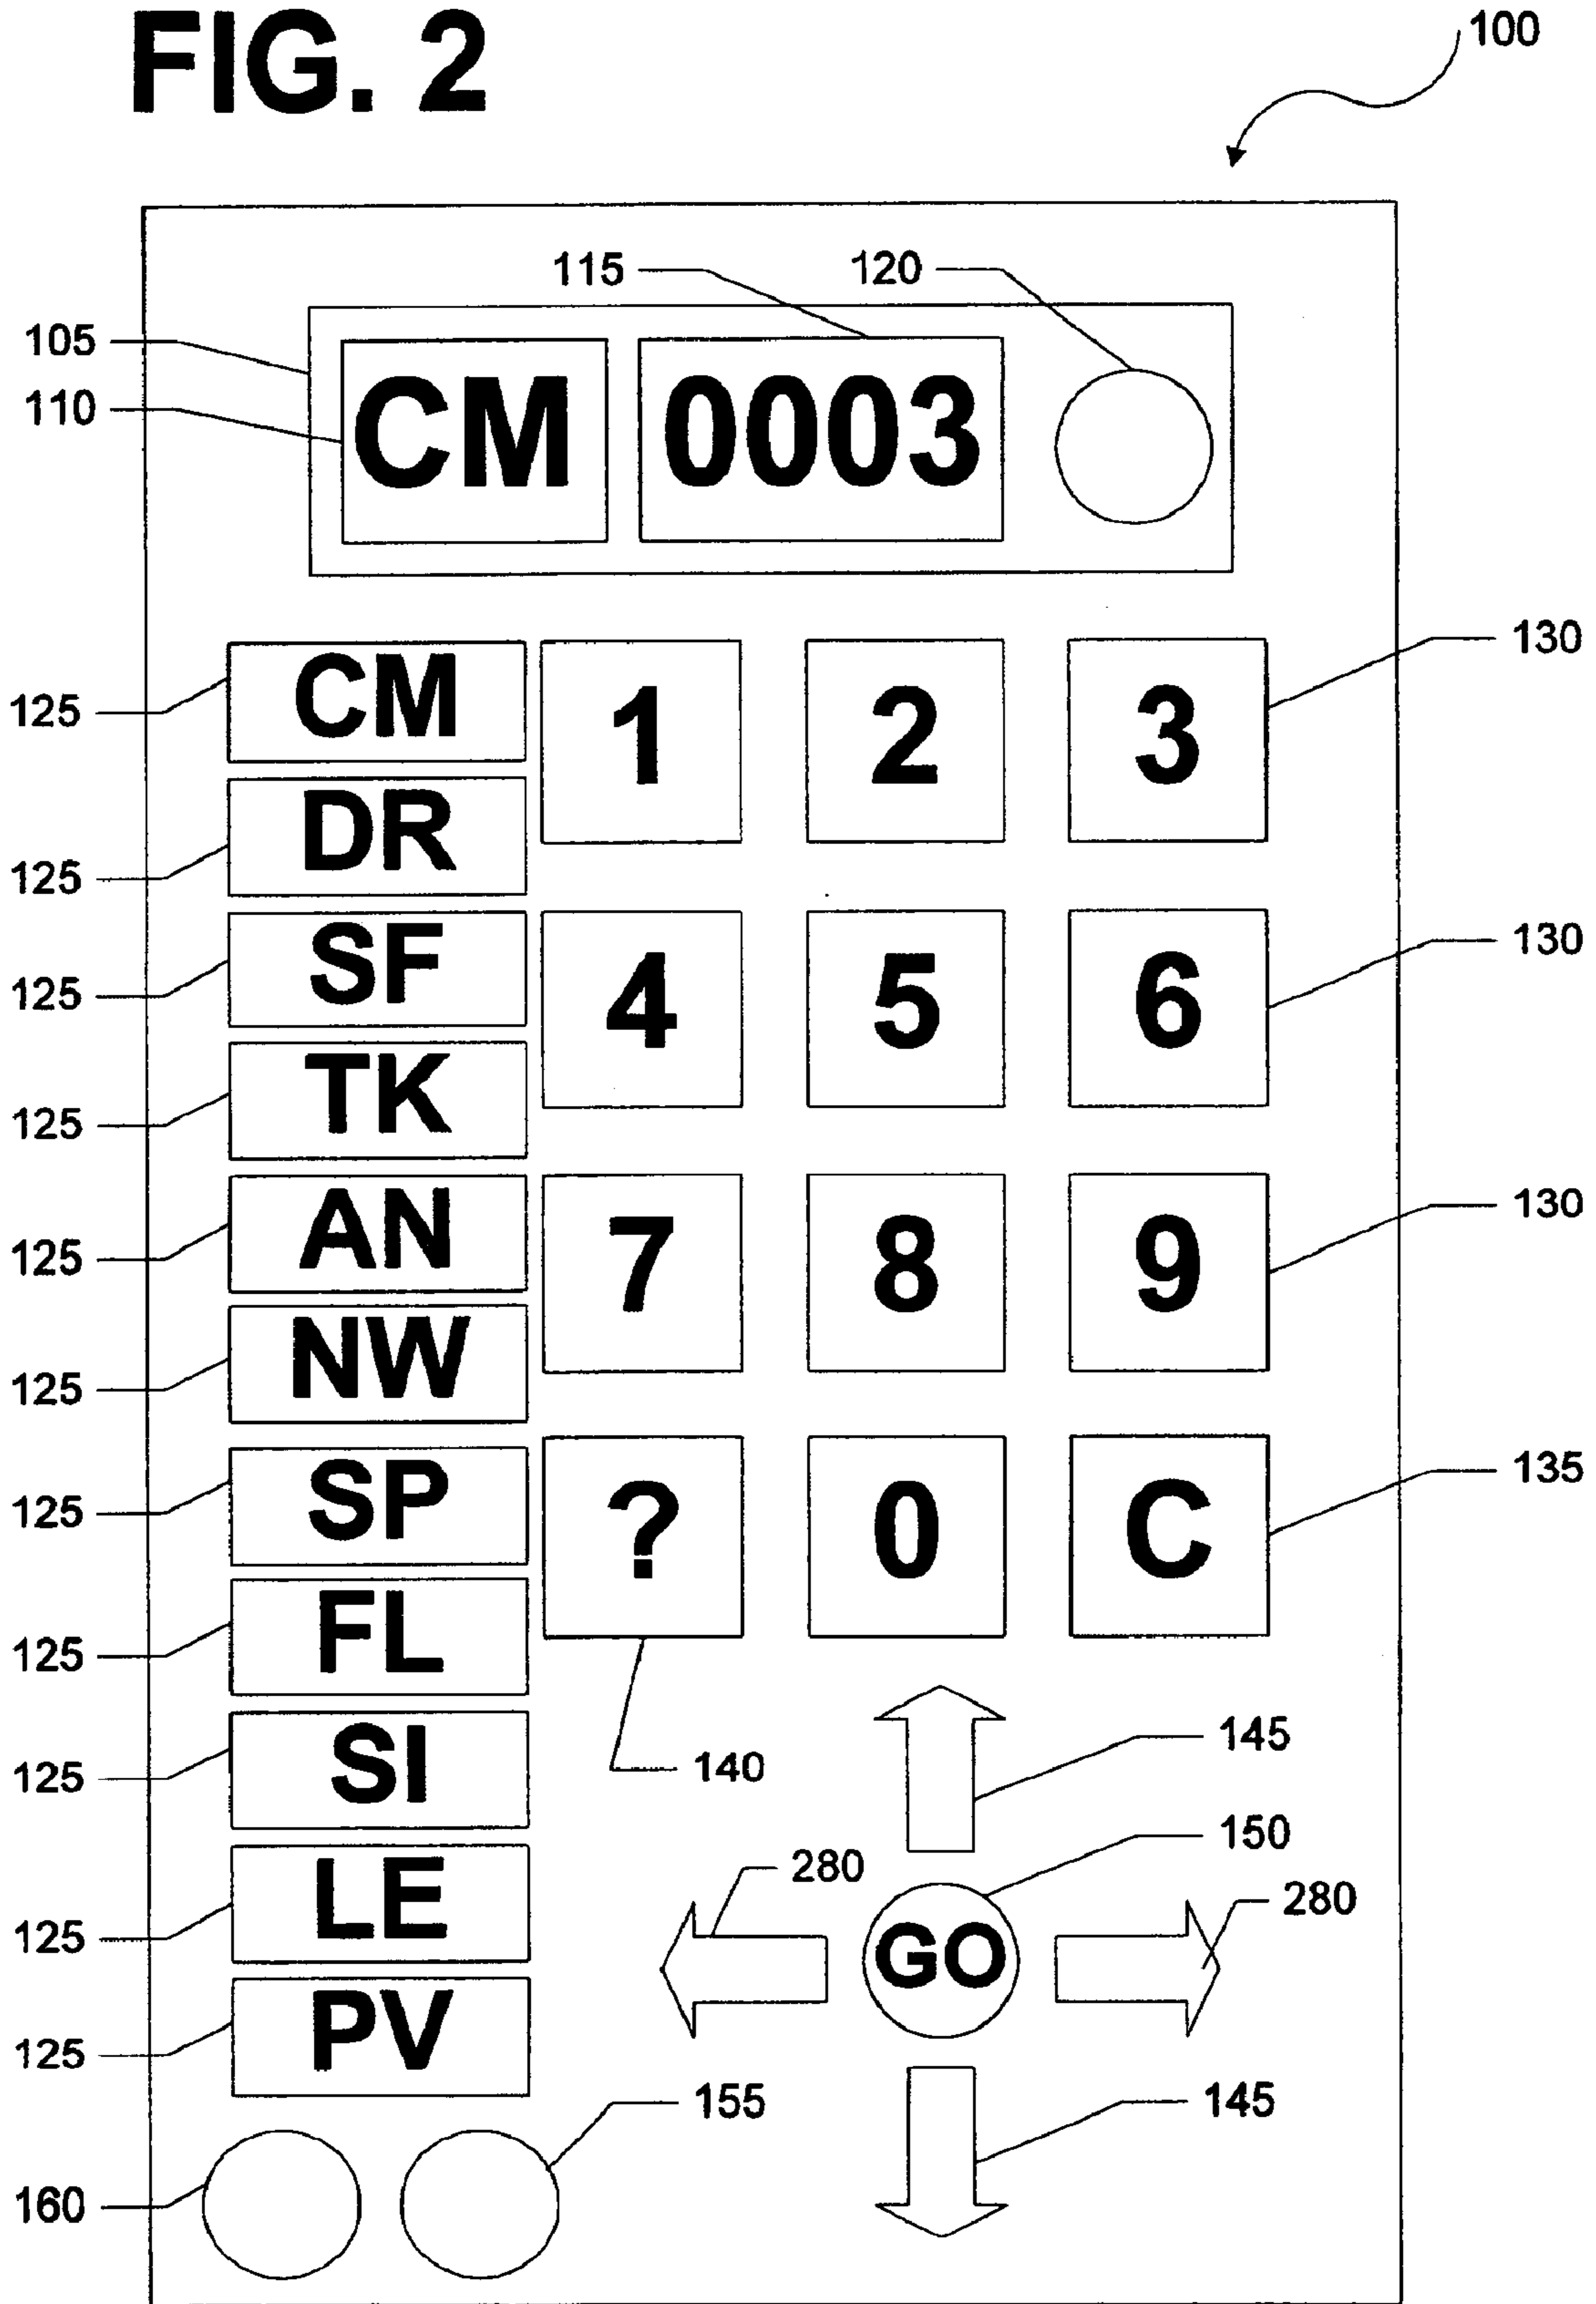 FIG. 2
100
115 120
105
110
CM 0003
125 CM 1 2 3 130
125 DR
125 SF 4 5 6 130
125 TK
125 AN 7 8 9 130
125 NW
125 SP ? 0 C 135
125 FL
125 SI 140 145
150
280 280
125 LE GO
125 PV
155 145
160